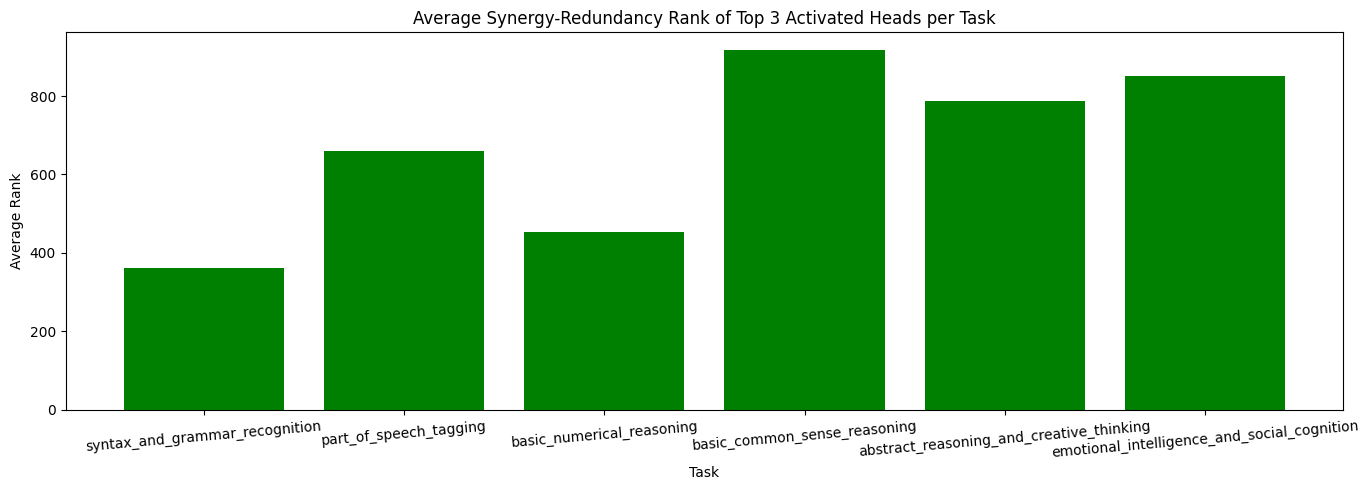 Average Synergy-Redundancy Rank of Top 3 Activated Heads per Task
Average Rank
800
600
400
200
0
syntax_and_grammar_recognition
part_of_speech_tagging
basic_numerical_reasoning
basic_common_sense_reasoning
abstract_reasoning_and_creative_thinking
emotional_intelligence_and_social_cognition
Task